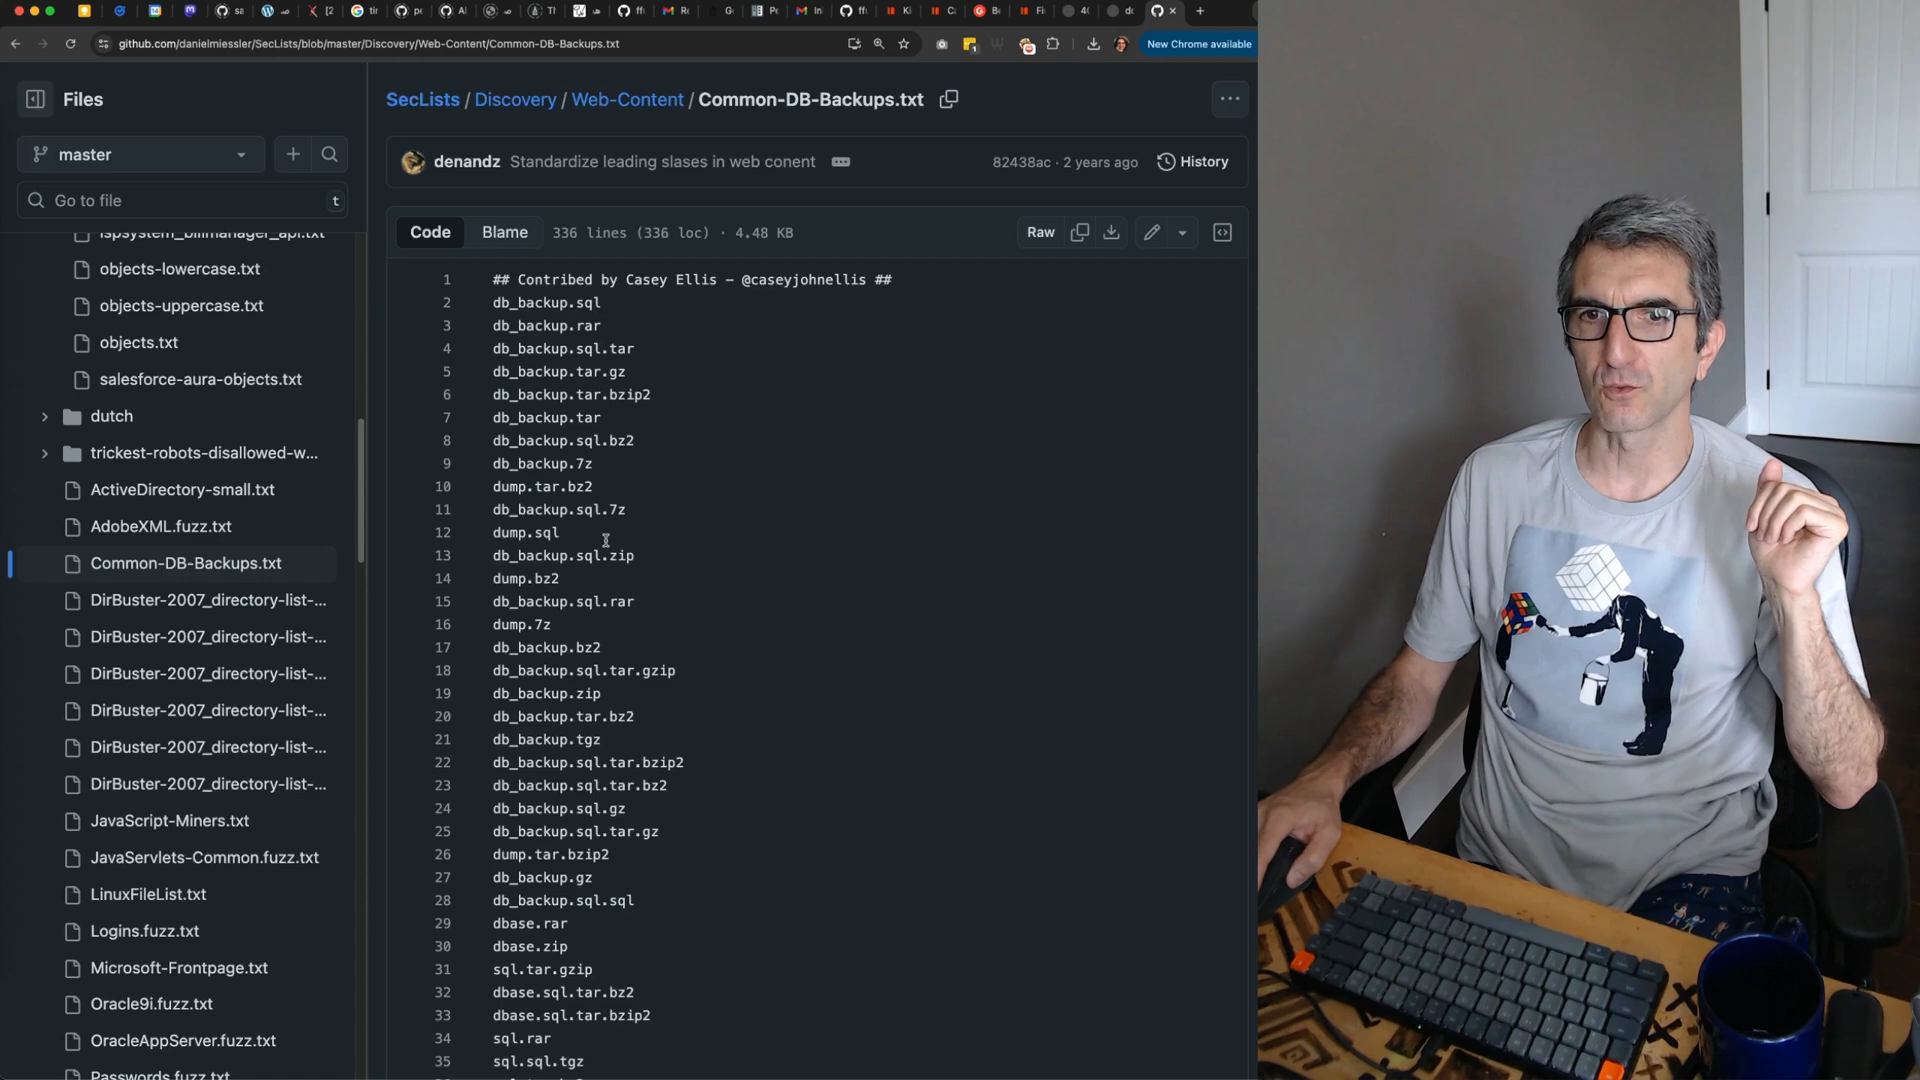 github.com/danielmiessler/SecLists/blob/master/Discovery/Web-Content/Common-DB-Backups.txt
New Chrome available
Files
SecLists / Discovery / Web-Content / Common-DB-Backups.txt
master
denandz Standardize leading slases in web conent
82438ac · 2 years ago
History
Go to file
t
Code
Blame
336 lines (336 loc) · 4.48 KB
Raw
ispsystem_billmanager_api.txt
objects-lowercase.txt
objects-uppercase.txt
objects.txt
salesforce-aura-objects.txt
dutch
trickest-robots-disallowed-w...
ActiveDirectory-small.txt
AdobeXML.fuzz.txt
Common-DB-Backups.txt
DirBuster-2007_directory-list-...
DirBuster-2007_directory-list-...
DirBuster-2007_directory-list-...
DirBuster-2007_directory-list-...
DirBuster-2007_directory-list-...
DirBuster-2007_directory-list-...
JavaScript-Miners.txt
JavaServlets-Common.fuzz.txt
LinuxFileList.txt
Logins.fuzz.txt
Microsoft-Frontpage.txt
Oracle9i.fuzz.txt
OracleAppServer.fuzz.txt
Passwords.fuzz.txt
1 ## Contribed by Casey Ellis - @caseyjohnellis ##
2 db_backup.sql
3 db_backup.rar
4 db_backup.sql.tar
5 db_backup.tar.gz
6 db_backup.tar.bzip2
7 db_backup.tar
8 db_backup.sql.bz2
9 db_backup.7z
10 dump.tar.bz2
11 db_backup.sql.7z
12 dump.sql
13 db_backup.sql.zip
14 dump.bz2
15 db_backup.sql.rar
16 dump.7z
17 db_backup.bz2
18 db_backup.sql.tar.gzip
19 db_backup.zip
20 db_backup.tar.bz2
21 db_backup.tgz
22 db_backup.sql.tar.bzip2
23 db_backup.sql.tar.bz2
24 db_backup.sql.gz
25 db_backup.sql.tar.gz
26 dump.tar.bzip2
27 db_backup.gz
28 db_backup.sql.sql
29 dbase.rar
30 dbase.zip
31 sql.tar.gzip
32 dbase.sql.tar.bz2
33 dbase.sql.tar.bzip2
34 sql.rar
35 sql.sql.tgz